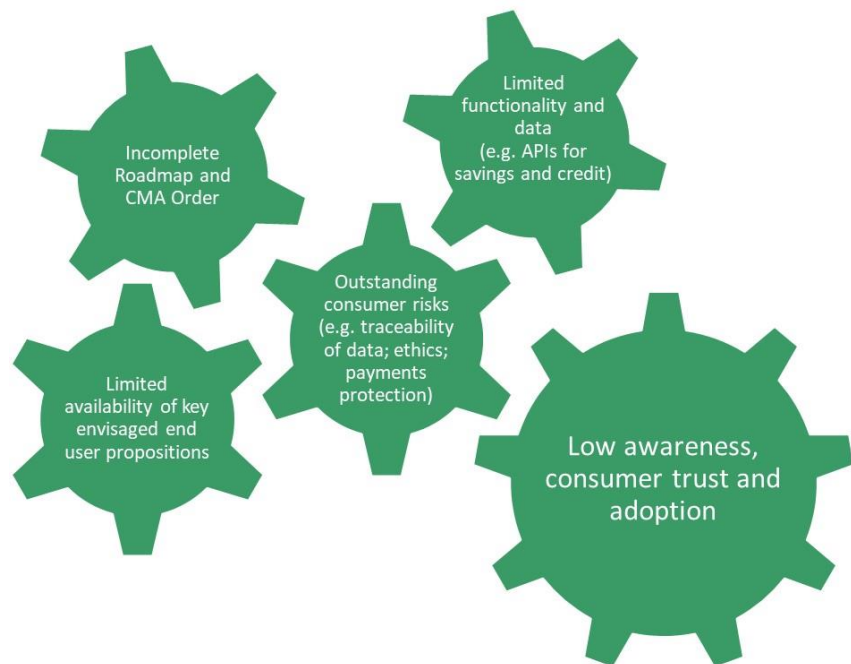 Incomplete
Roadmap and
CMA Order
Limited
functionality and
data
(e.g. APIs for
savings and credit)
Outstanding
consumer risks
(e.g. traceability
of data; ethics;
payments
protection)
Limited
availability of key
envisaged end
user propositions
Low awareness,
consumer trust and
adoption